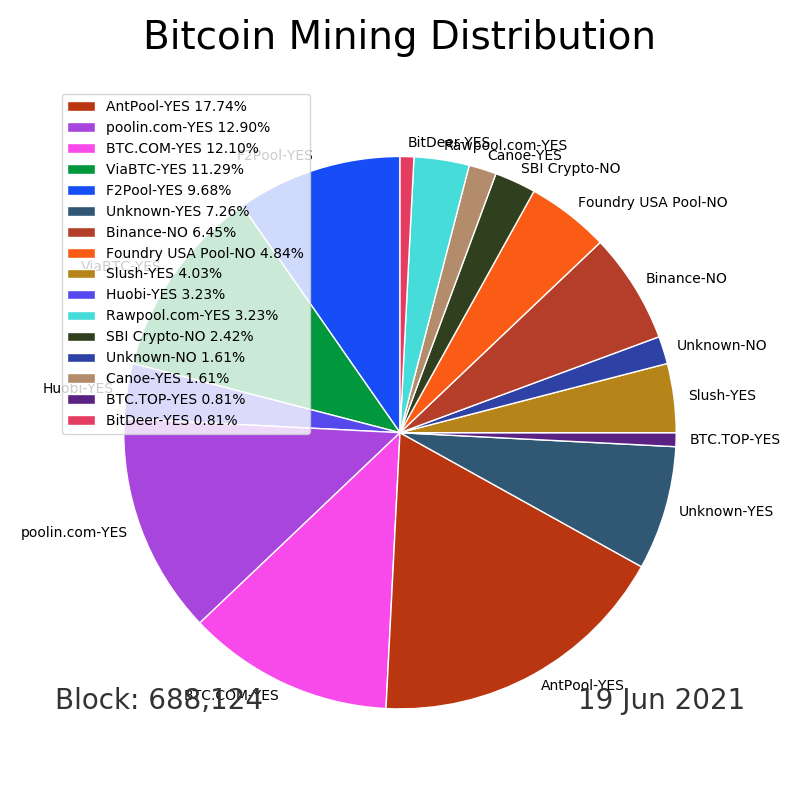 Bitcoin Mining Distribution
AntPool-YES 17.74%
poolin.com-YES 12.90%
BTC.COM-YES 12.10%
ViaBTC-YES 11.29%
F2Pool-YES 9.68%
Unknown-YES 7.26%
Binance-NO 6.45%
Foundry USA Pool-NO 4.84%
Slush-YES 4.03%
Huobi-YES 3.23%
Rawpool.com-YES 3.23%
SBI Crypto-NO 2.42%
Unknown-NO 1.61%
Canoe-YES 1.61%
BTC.TOP-YES 0.81%
BitDeer-YES 0.81%
BitDeer-YES
Rawpool.com-YES
Canoe-YES
SBI Crypto-NO
Foundry USA Pool-NO
Binance-NO
Unknown-NO
Slush-YES
BTC.TOP-YES
Unknown-YES
AntPool-YES
BTC.COM-YES
poolin.com-YES
Huobi-YES
ViaBTC-YES
F2Pool-YES
Block: 688,124
19 Jun 2021